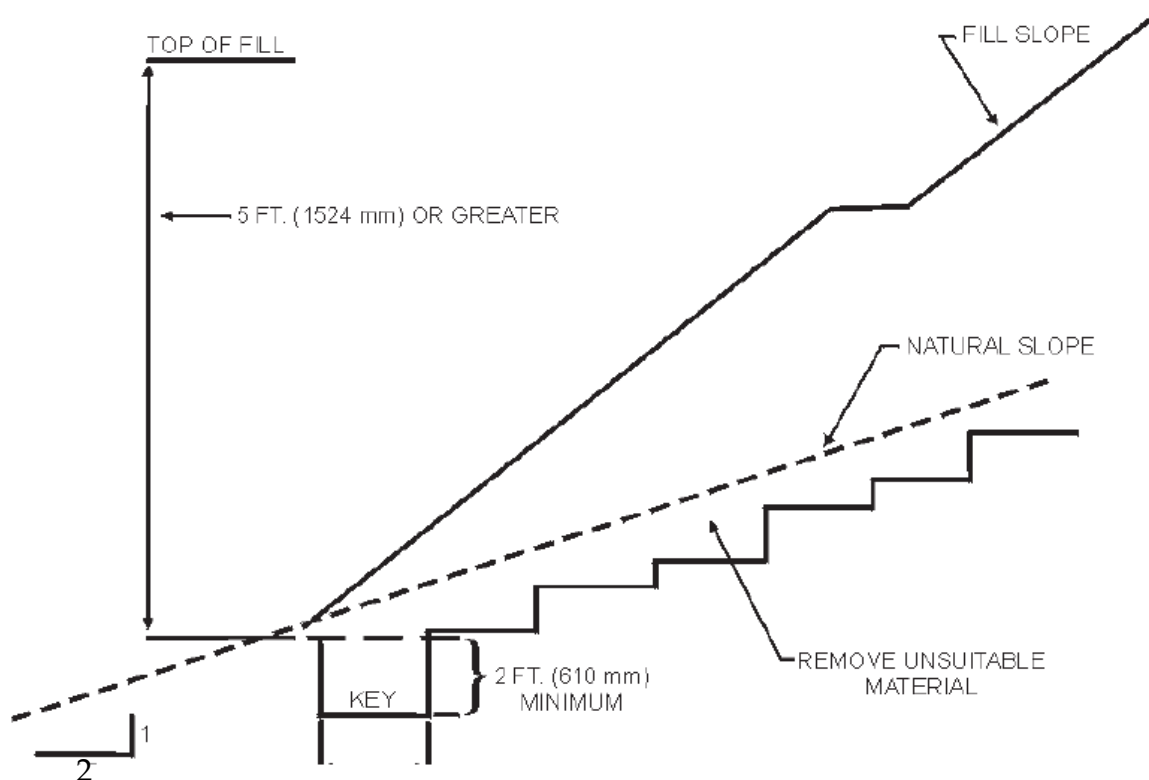 TOP OF FILL
FILL SLOPE
5 FT. (1524 mm) OR GREATER
NATURAL SLOPE
REMOVE UNSUITABLE
MATERIAL
2 FT. (610 mm)
MINIMUM
KEY
1
2